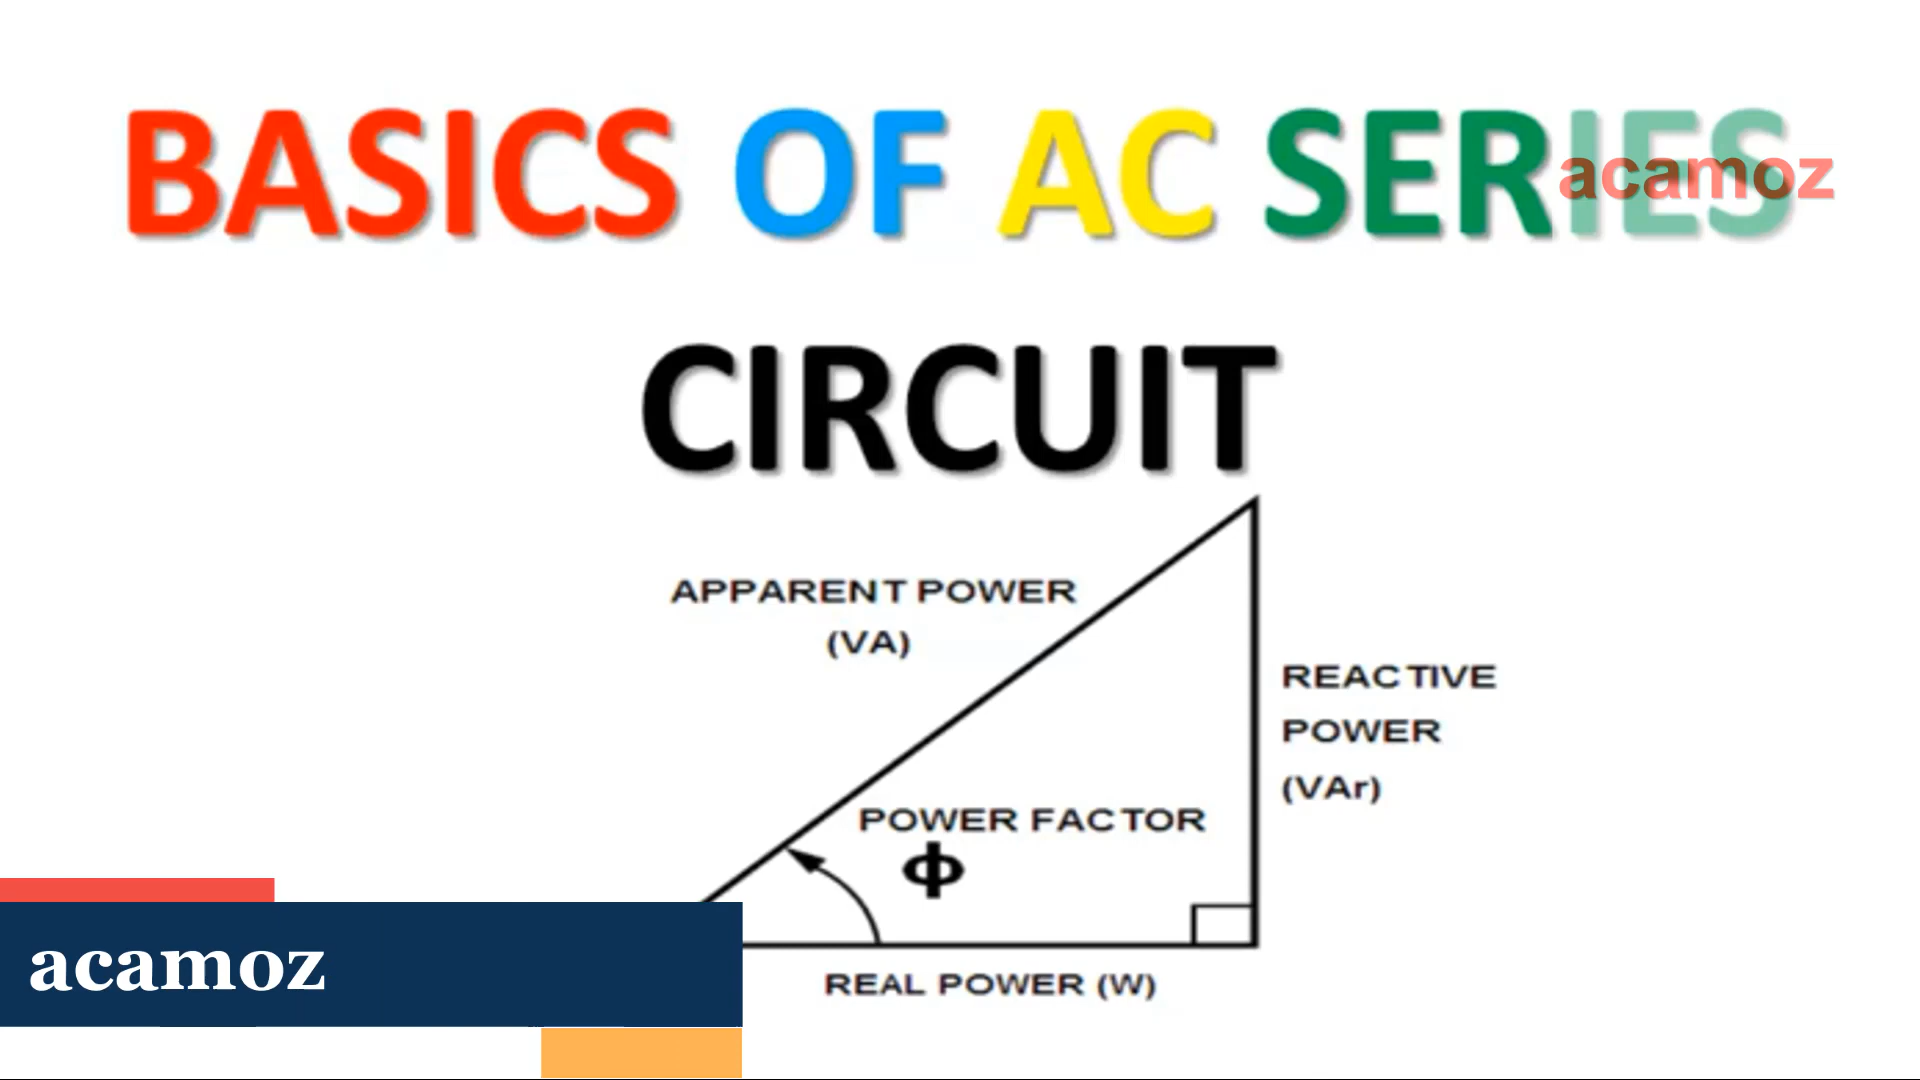 BASICS OF AC SERIES
acamoz
CIRCUIT
APPARENT POWER
(VA)
REACTIVE
POWER
(VAr)
POWER FACTOR
ϕ
REAL POWER (W)
acamoz